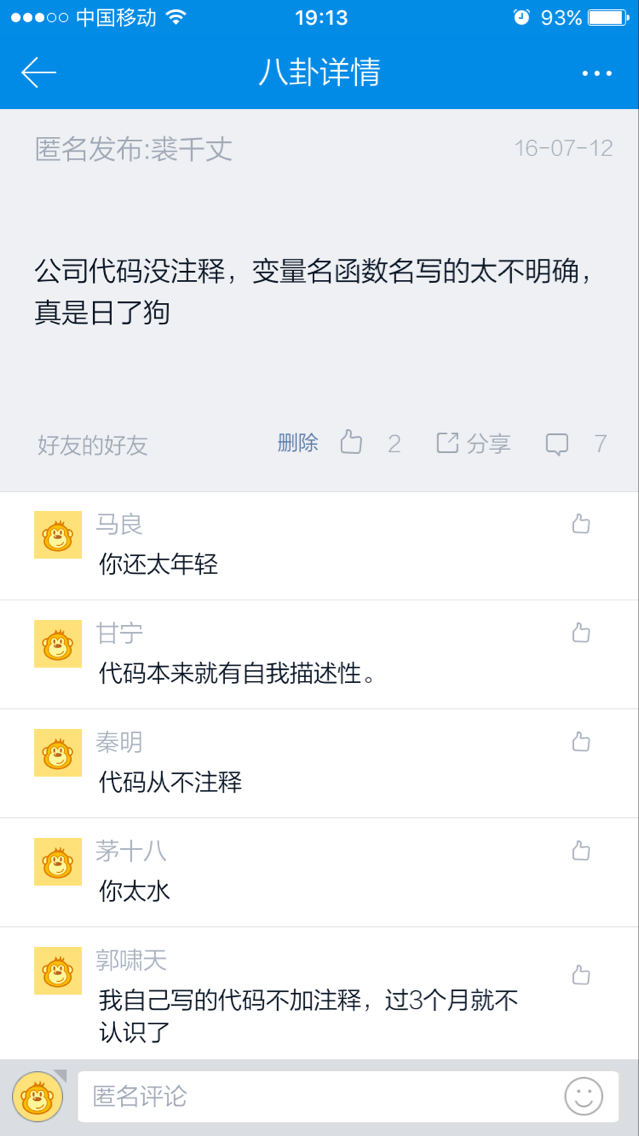 中国移动 19:13 93%
八卦详情
匿名发布:裘千丈 16-07-12
公司代码没注释，变量名函数名写的太不明确，
真是日了狗
好友的好友 删除 2 分享 7
马良
你还太年轻
甘宁
代码本来就有自我描述性。
秦明
代码从不注释
茅十八
你太水
郭啸天
我自己写的代码不加注释，过3个月就不
认识了
匿名评论